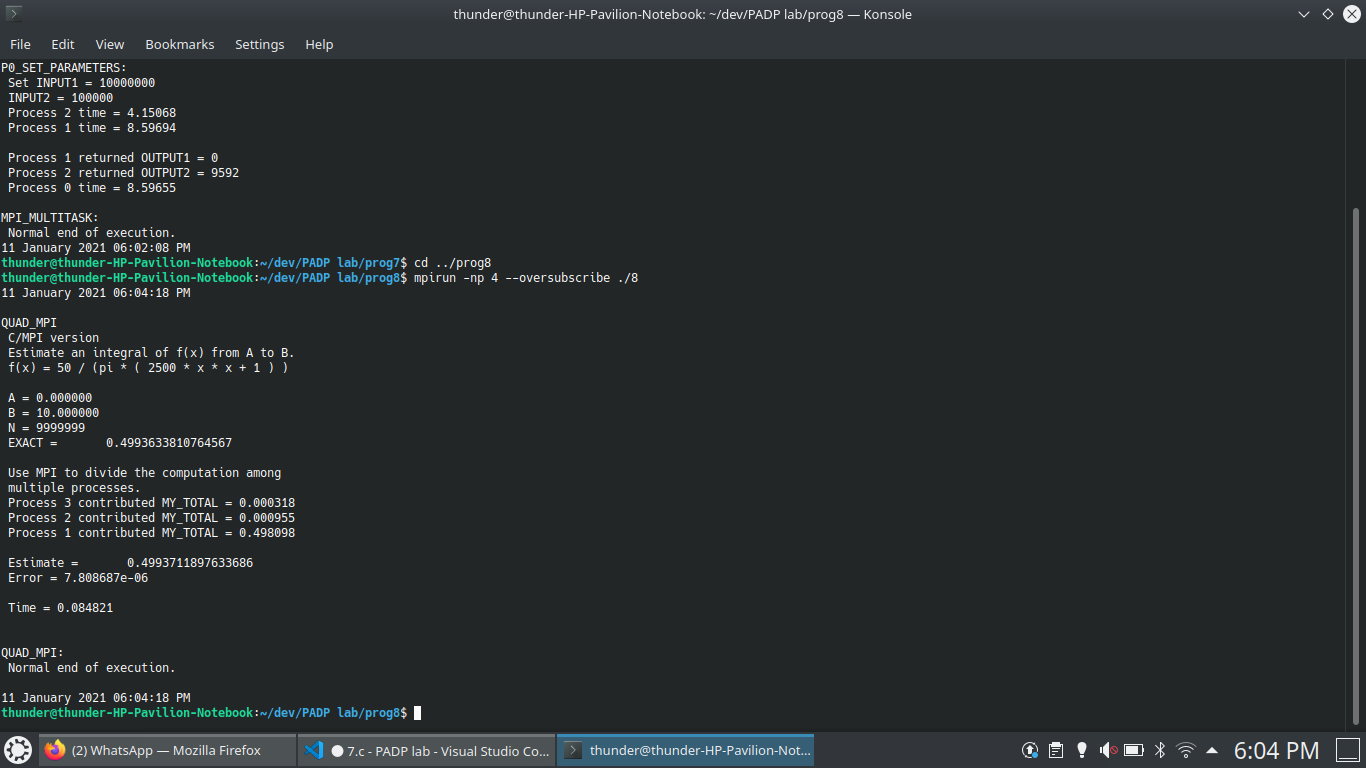 thunder@thunder-HP-Pavilion-Notebook: ~/dev/PADP lab/prog8 — Konsole
File Edit View Bookmarks Settings Help
P0_SET_PARAMETERS:
Set INPUT1 = 10000000
INPUT2 = 100000
Process 2 time = 4.15068
Process 1 time = 8.59694
Process 1 returned OUTPUT1 = 0
Process 2 returned OUTPUT2 = 9592
Process 0 time = 8.59655
MPI_MULTITASK:
Normal end of execution.
11 January 2021 06:02:08 PM
thunder@thunder-HP-Pavilion-Notebook:~/dev/PADP lab/prog7$ cd ../prog8
thunder@thunder-HP-Pavilion-Notebook:~/dev/PADP lab/prog8$ mpirun -np 4 --oversubscribe ./8
11 January 2021 06:04:18 PM
QUAD_MPI
C/MPI version
Estimate an integral of f(x) from A to B.
f(x) = 50 / (pi * ( 2500 * x * x + 1 ) )
A = 0.000000
B = 10.000000
N = 9999999
EXACT = 0.4993633810764567
Use MPI to divide the computation among
multiple processes.
Process 3 contributed MY_TOTAL = 0.000318
Process 2 contributed MY_TOTAL = 0.000955
Process 1 contributed MY_TOTAL = 0.498098
Estimate = 0.4993711897633686
Error = 7.808687e-06
Time = 0.084821
QUAD_MPI:
Normal end of execution.
11 January 2021 06:04:18 PM
thunder@thunder-HP-Pavilion-Notebook:~/dev/PADP lab/prog8$
(2) WhatsApp — Mozilla Firefox
7.c - PADP lab - Visual Studio Co...
thunder@thunder-HP-Pavilion-Not...
6:04 PM